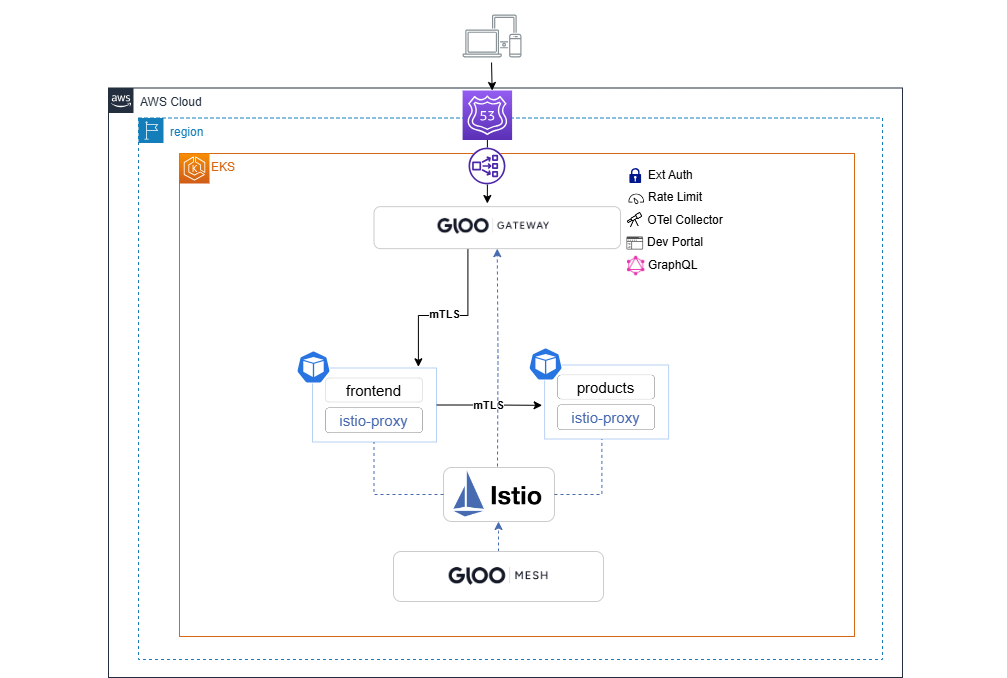 aws
AWS Cloud
53
region
EKS
GLOO GATEWAY
Ext Auth
Rate Limit
OTel Collector
Dev Portal
GraphQL
mTLS
frontend
istio-proxy
mTLS
products
istio-proxy
Istio
GLOO MESH